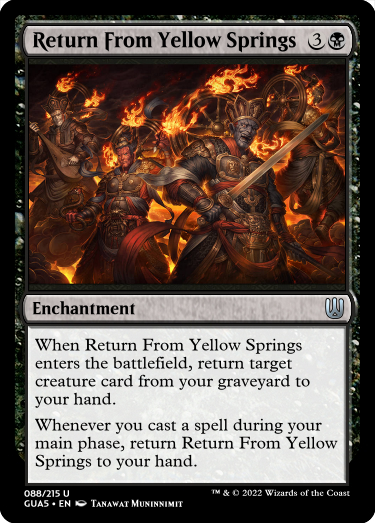 Return From Yellow Springs 3
Enchantment
When Return From Yellow Springs
enters the battlefield, return target
creature card from your graveyard to
your hand.
Whenever you cast a spell during your
main phase, return Return From Yellow
Springs to your hand.
088/215 U
GUA5 • EN Tanawat Muninnimit
™ & © 2022 Wizards of the Coast